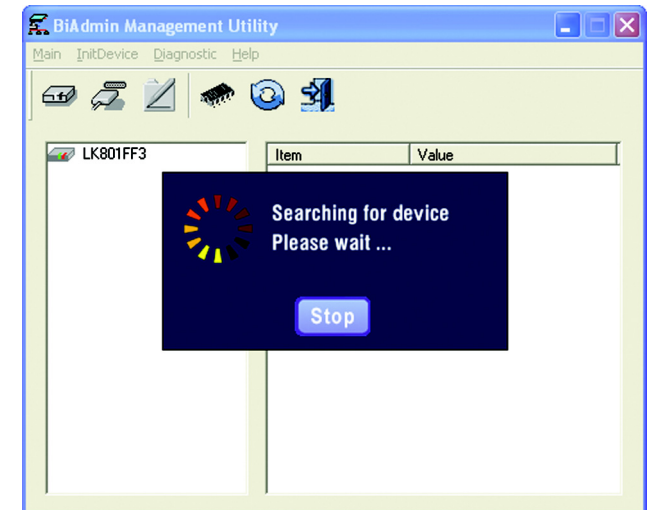 BiAdmin Management Utility
Main InitDevice Diagnostic Help
LK801FF3
Item Value
Searching for device
Please wait ...
Stop